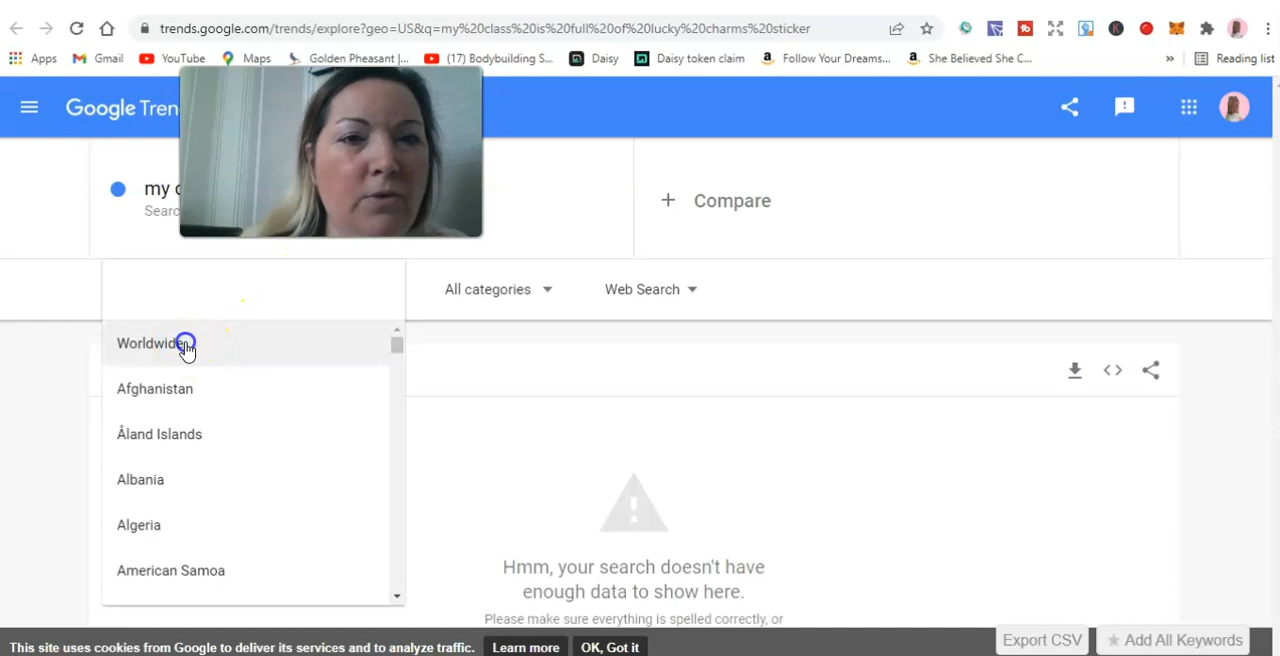 trends.google.com/trends/explore?geo=US&q=my%20class%20is%20full%20of%20lucky%20charms%20sticker
Apps Gmail YouTube Maps Golden Pheasant |... (17) Bodybuilding S... Daisy Daisy token claim Follow Your Dreams... She Believed She C... » Reading list
Google Tren
my c
Searc
+ Compare
All categories Web Search
Worldwide
Afghanistan
Åland Islands
Albania
Algeria
American Samoa
Hmm, your search doesn't have
enough data to show here.
Please make sure everything is spelled correctly, or
This site uses cookies from Google to deliver its services and to analyze traffic. Learn more OK, Got it
Export CSV ★ Add All Keywords